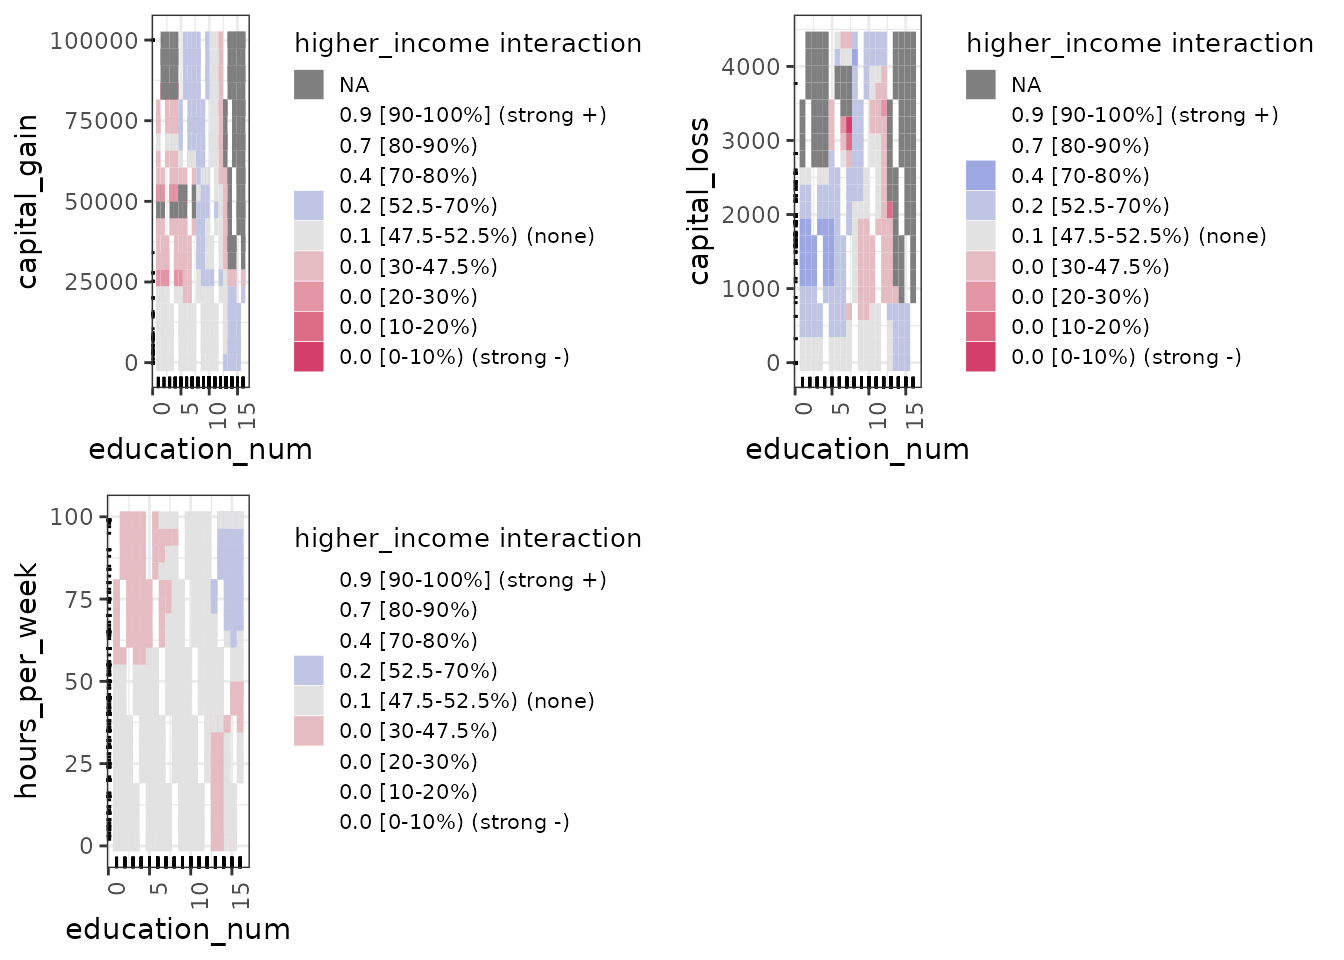 higher_income interaction
100000
75000
50000
25000
0
capital_gain
0
5
10
15
education_num
NA
0.9 [90-100%] (strong +)
0.7 [80-90%)
0.4 [70-80%)
0.2 [52.5-70%)
0.1 [47.5-52.5%) (none)
0.0 [30-47.5%)
0.0 [20-30%)
0.0 [10-20%)
0.0 [0-10%) (strong -)
higher_income interaction
4000
3000
2000
1000
0
capital_loss
0
5
10
15
education_num
NA
0.9 [90-100%] (strong +)
0.7 [80-90%)
0.4 [70-80%)
0.2 [52.5-70%)
0.1 [47.5-52.5%) (none)
0.0 [30-47.5%)
0.0 [20-30%)
0.0 [10-20%)
0.0 [0-10%) (strong -)
higher_income interaction
100
75
50
25
0
hours_per_week
0
5
10
15
education_num
0.9 [90-100%] (strong +)
0.7 [80-90%)
0.4 [70-80%)
0.2 [52.5-70%)
0.1 [47.5-52.5%) (none)
0.0 [30-47.5%)
0.0 [20-30%)
0.0 [10-20%)
0.0 [0-10%) (strong -)